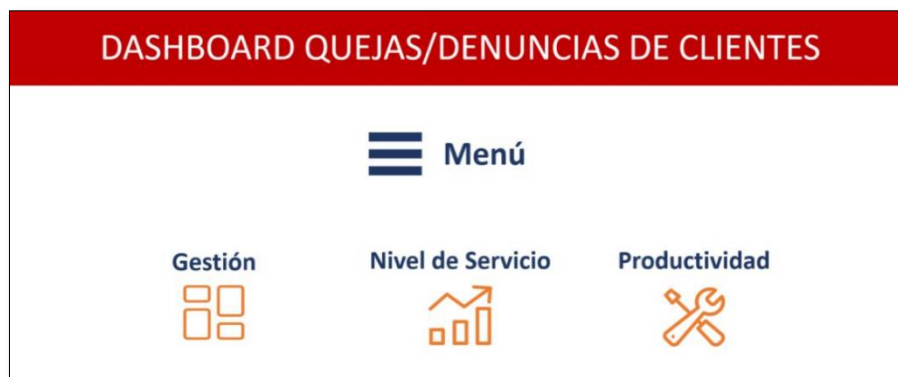 DASHBOARD QUEJAS/DENUNCIAS DE CLIENTES
Menú
Gestión
Nivel de Servicio
Productividad